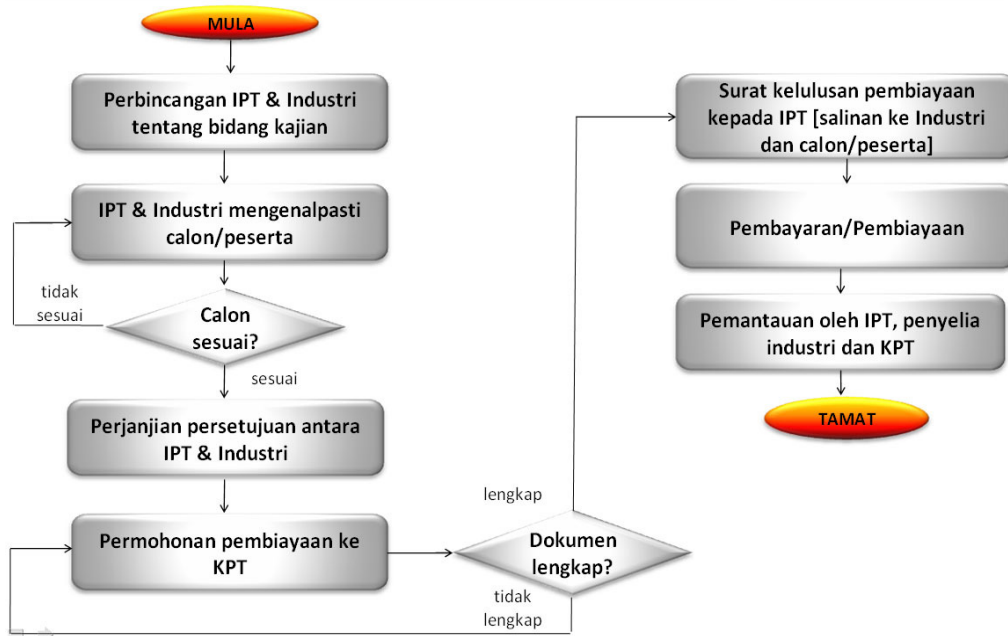 MULA
Perbincangan IPT & Industri
tentang bidang kajian
IPT & Industri mengenalpasti
calon/peserta
tidak
sesuai
Calon
sesuai?
sesuai
Perjanjian persetujuan antara
IPT & Industri
Permohonan pembiayaan ke
KPT
Dokumen
lengkap?
tidak
lengkap
lengkap
Surat kelulusan pembiayaan
kepada IPT [salinan ke Industri
dan calon/peserta]
Pembayaran/Pembiayaan
Pemantauan oleh IPT, penyelia
industri dan KPT
TAMAT